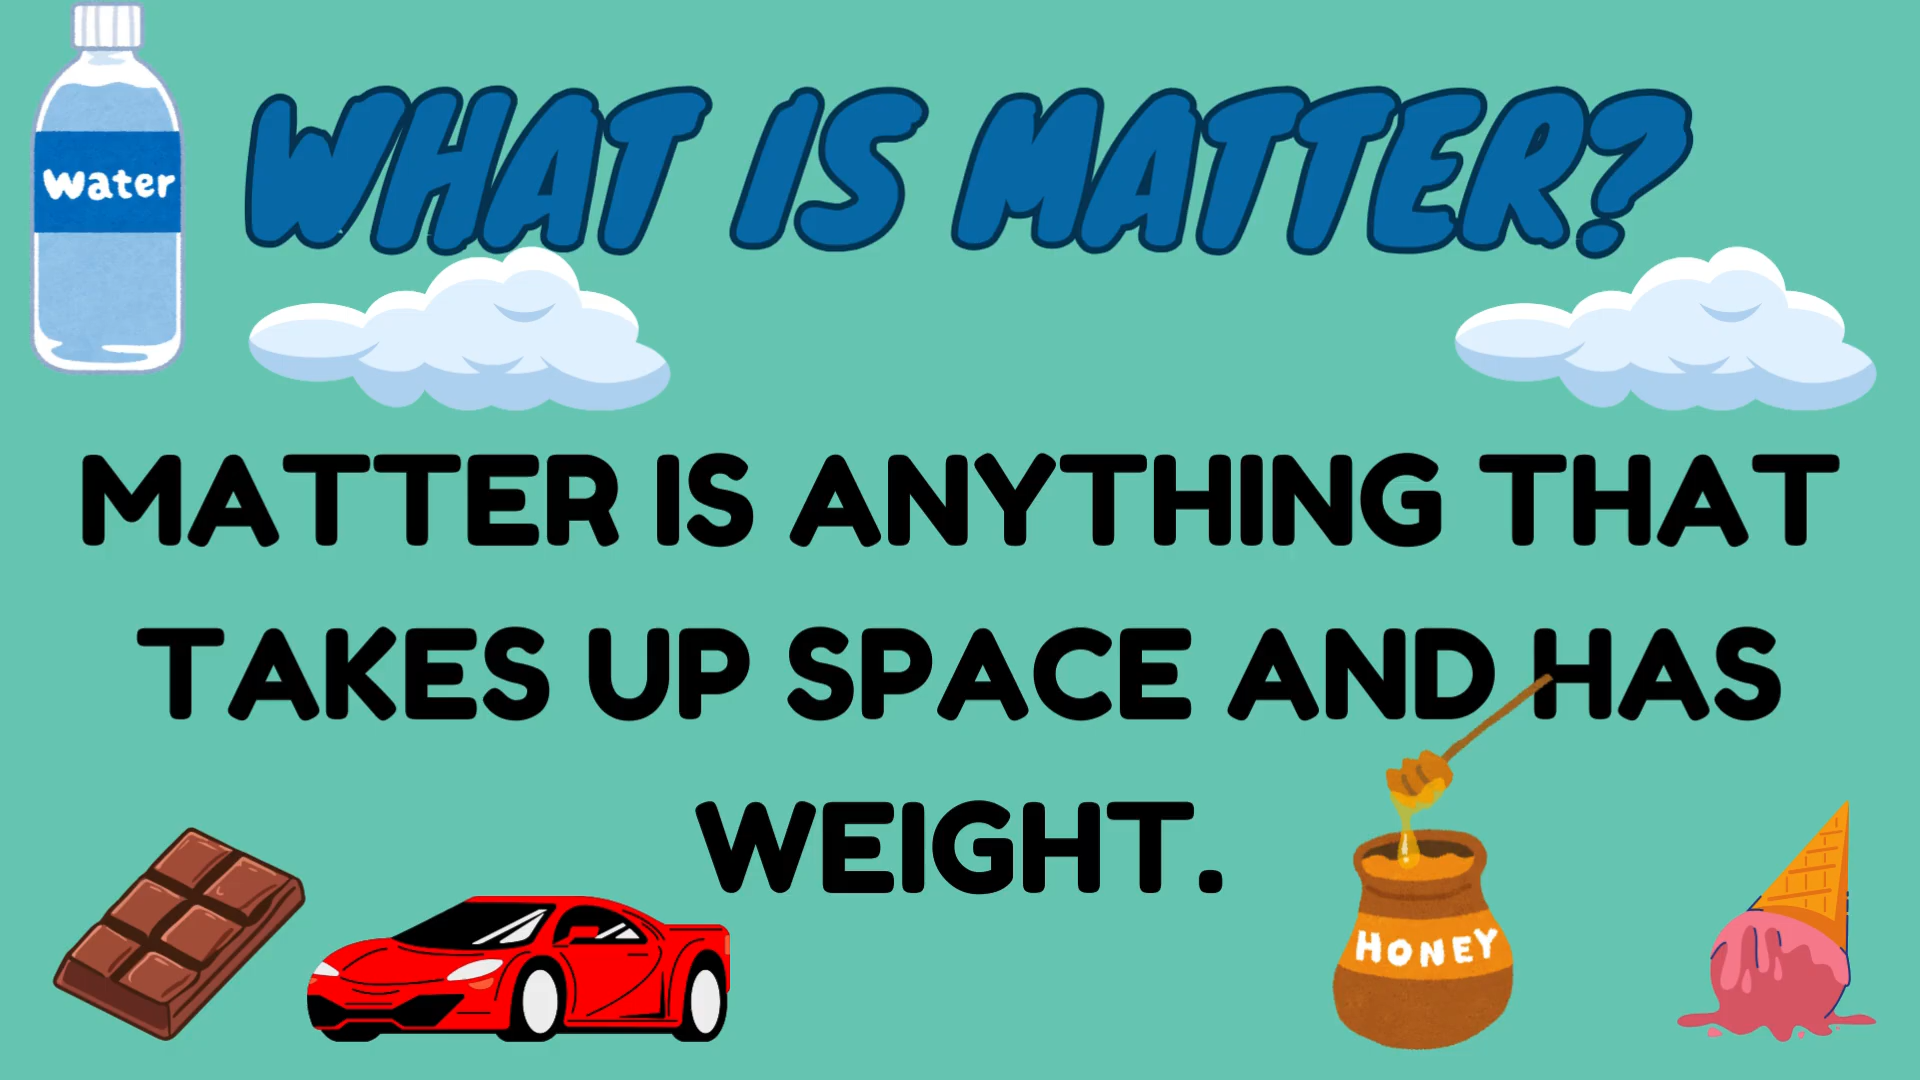 Water
WHAT IS MATTER?
MATTER IS ANYTHING THAT
TAKES UP SPACE AND HAS
WEIGHT.
HONEY